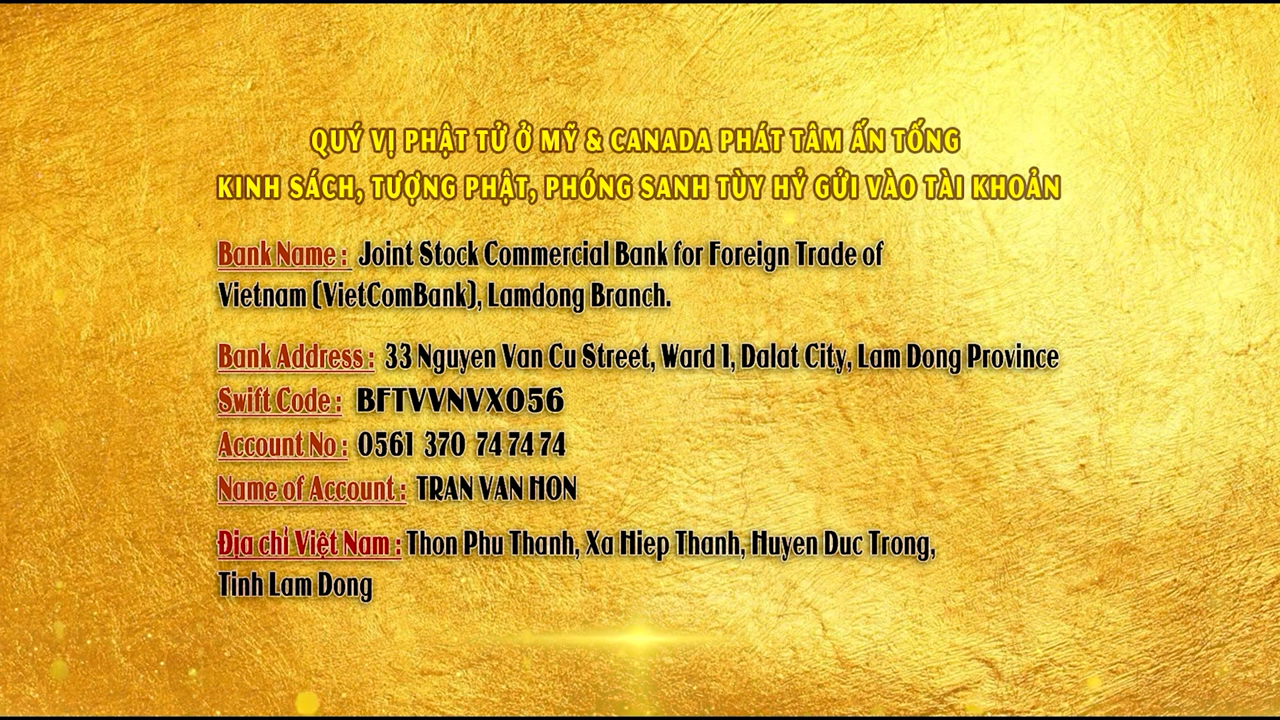 QUÝ VỊ PHẬT TỬ Ở MỸ & CANADA PHÁT TÂM ẤN TỐNG
KINH SÁCH, TƯỢNG PHẬT, PHÓNG SANH TÙY HỶ GỬI VÀO TÀI KHOẢN
Bank Name : Joint Stock Commercial Bank for Foreign Trade of
Vietnam (VietComBank), Lamdong Branch.
Bank Address : 33 Nguyen Van Cu Street, Ward 1, Dalat City, Lam Dong Province
Swift Code : BFTVVNVX056
Account No : 0561 370 74 74 74
Name of Account : TRAN VAN HON
Địa chỉ Việt Nam : Thon Phu Thanh, Xa Hiep Thanh, Huyen Duc Trong,
Tinh Lam Dong